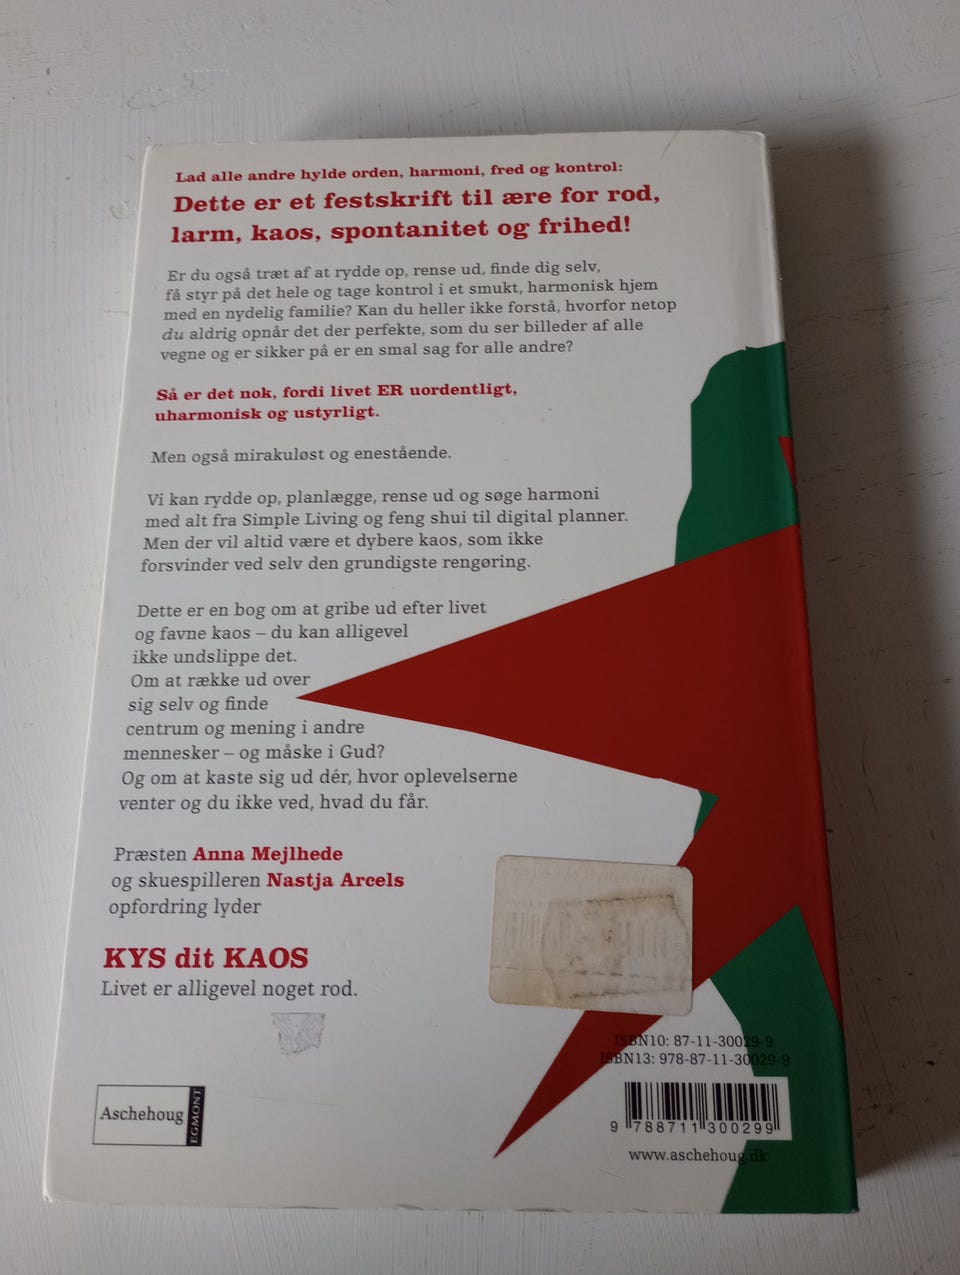 Lad alle andre hylde orden, harmoni, fred og kontrol:
Dette er et festskrift til ære for rod,
larm, kaos, spontanitet og frihed!
Er du også træt af at rydde op, rense ud, finde dig selv,
få styr på det hele og tage kontrol i et smukt, harmonisk hjem
med en nydelig familie? Kan du heller ikke forstå, hvorfor netop
du aldrig opnår det der perfekte, som du ser billeder af alle
vegne og er sikker på er en smal sag for alle andre?
Så er det nok, fordi livet ER uordentligt,
uharmonisk og ustyrligt.
Men også mirakuløst og enestående.
Vi kan rydde op, planlægge, rense ud og søge harmoni
med alt fra Simple Living og feng shui til digital planner.
Men der vil altid være et dybere kaos, som ikke
forsvinder ved selv den grundigste rengøring.
Dette er en bog om at gribe ud efter livet
og favne kaos – du kan alligevel
ikke undslippe det.
Om at række ud over
sig selv og finde
centrum og mening i andre
mennesker – og måske i Gud?
Og om at kaste sig ud dér, hvor oplevelserne
venter og du ikke ved, hvad du får.
Præsten Anna Mejlhede
og skuespilleren Nastja Arcels
opfordring lyder
KYS dit KAOS
Livet er alligevel noget rod.
ISBN10: 87-11-30029-9
ISBN13: 978-87-11-30029-9
Aschehoug EGMONT
9 788711 300299
www.aschehoug.dk